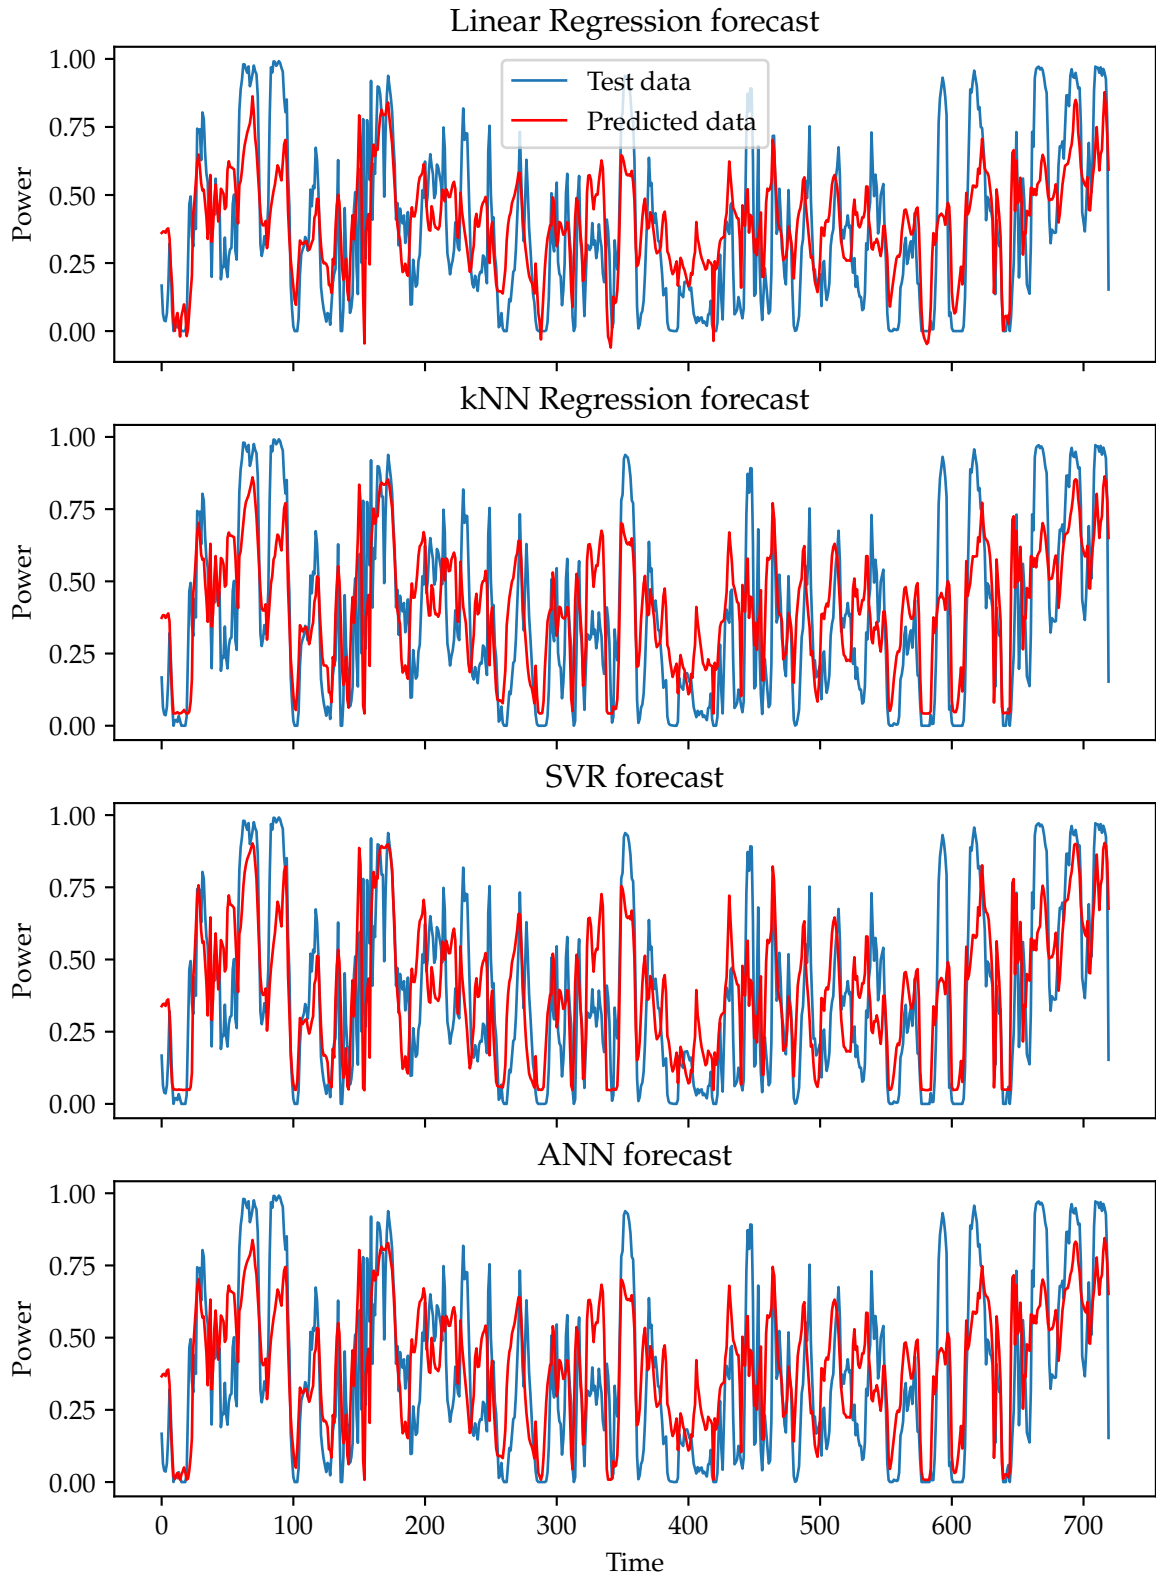 Linear Regression forecast
1.00
0.75
0.50
0.25
0.00
Power
Test data
Predicted data
kNN Regression forecast
1.00
0.75
0.50
0.25
0.00
Power
SVR forecast
1.00
0.75
0.50
0.25
0.00
Power
ANN forecast
1.00
0.75
0.50
0.25
0.00
Power
0 100 200 300 400 500 600 700
Time